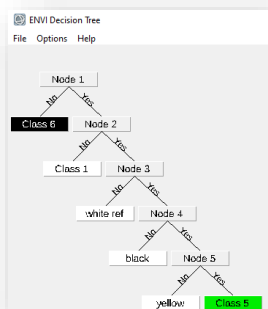 ENVI Decision Tree
File Options Help
Node 1
No Yes
Class 6 Node 2
No Yes
Class 1 Node 3
No Yes
white ref Node 4
No Yes
black Node 5
No Yes
yellow Class 5